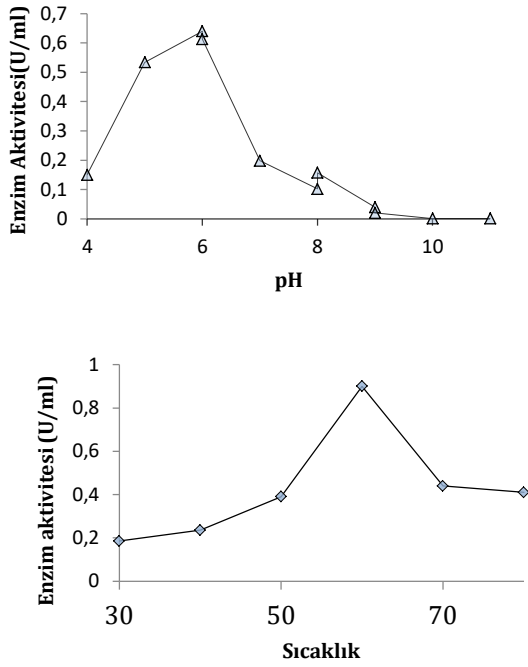 Enzim Aktivitesi(U/ml)
0,7
0,6
0,5
0,4
0,3
0,2
0,1
0
4 6 8 10
pH
Enzim aktivitesi (U/ml)
1
0,8
0,6
0,4
0,2
0
30 50 70
Sıcaklık